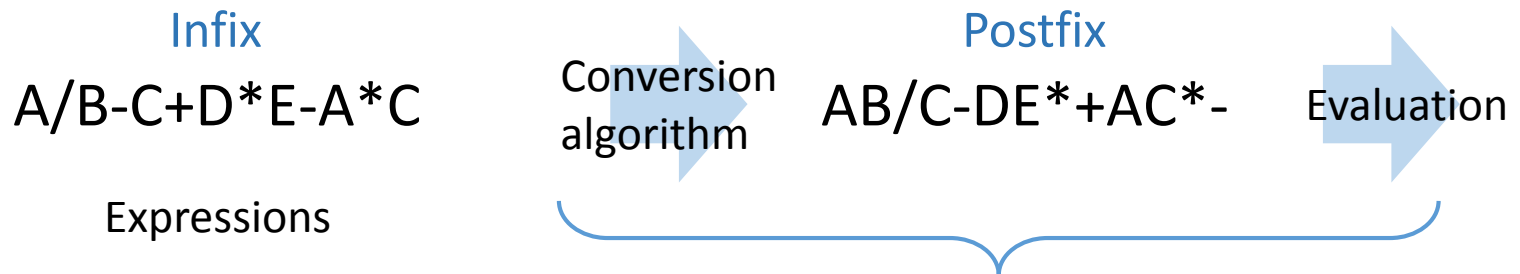 Infix
Postfix
A/B-C+D*E-A*C
Conversion
algorithm
AB/C-DE*+AC*-
Evaluation
Expressions